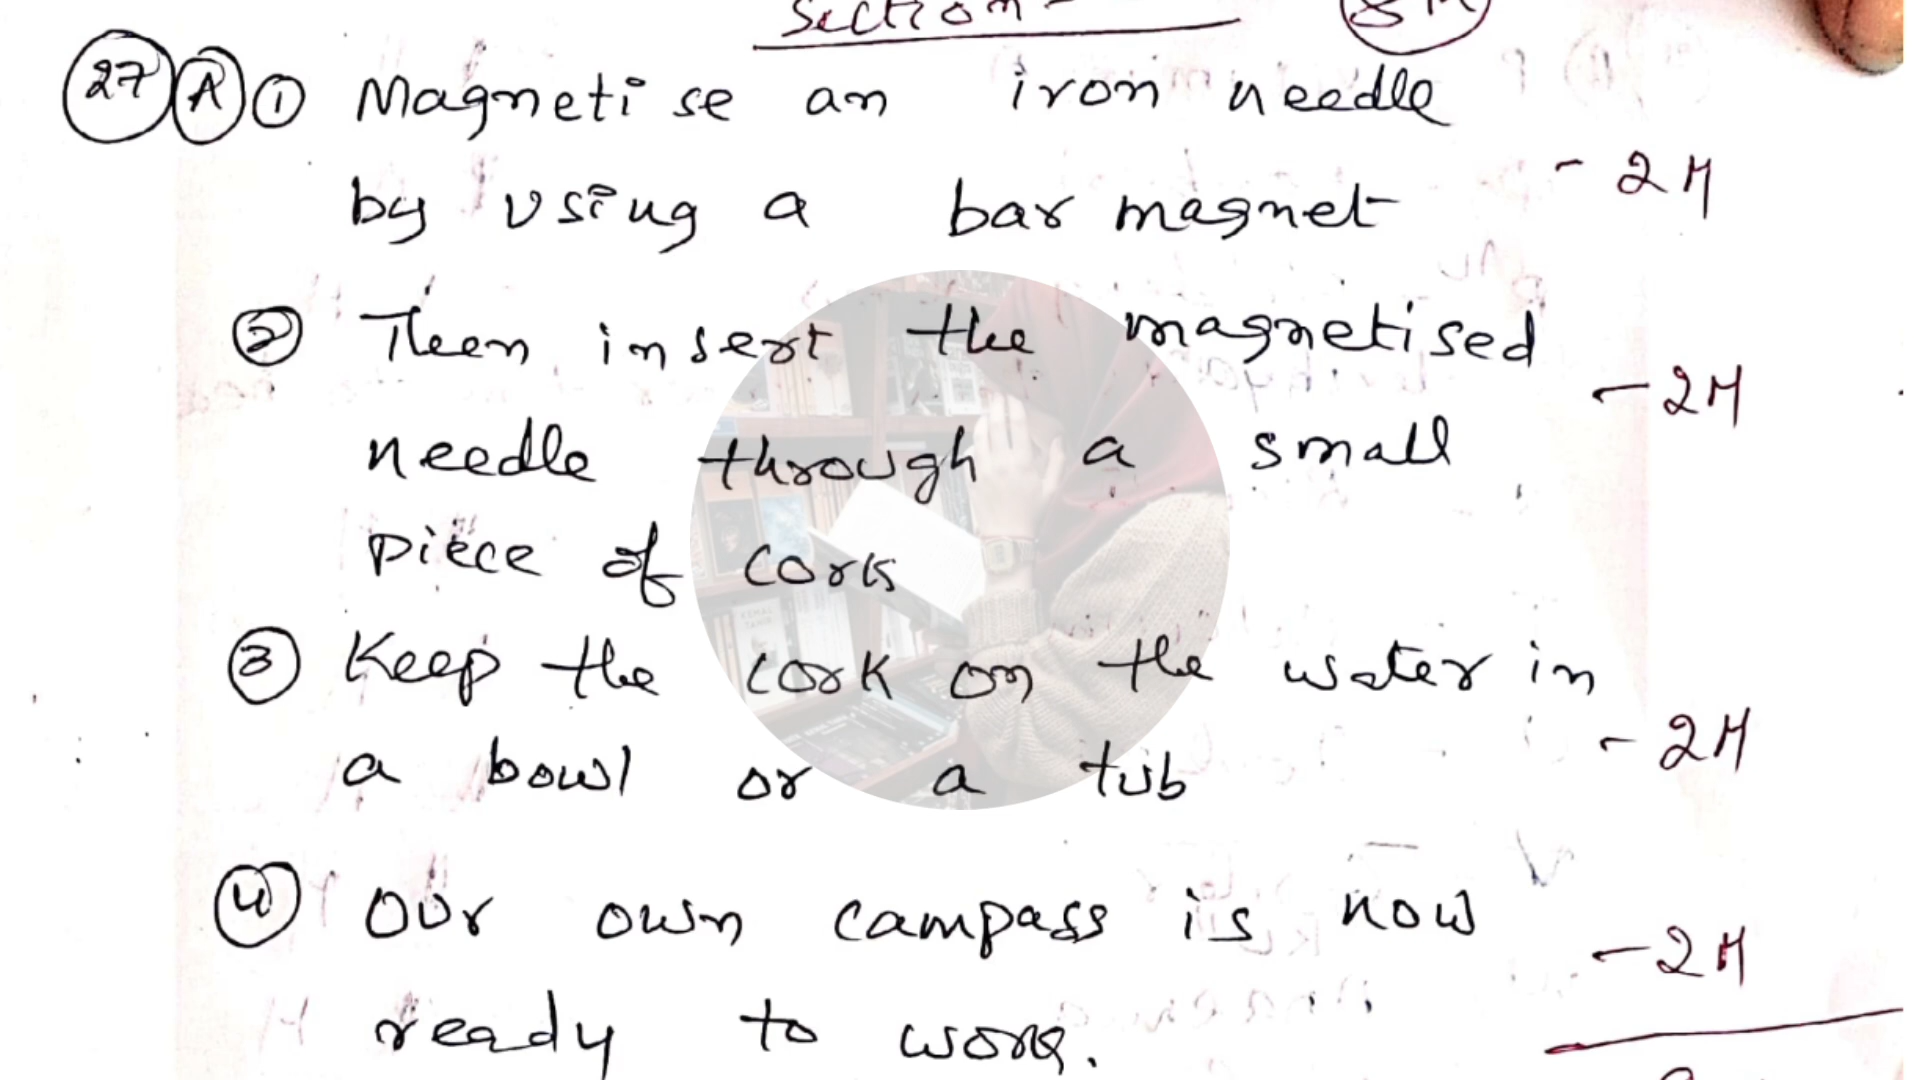 Section -
27 A 1 Magnetise an iron needle
by using a bar magnet - 2M
2 Then insert the magnetised
needle through a small - 2M
piece of cork
3 Keep the cork on the water in
a bowl or a tub - 2M
4 Our own campass is now
ready to work. - 2M